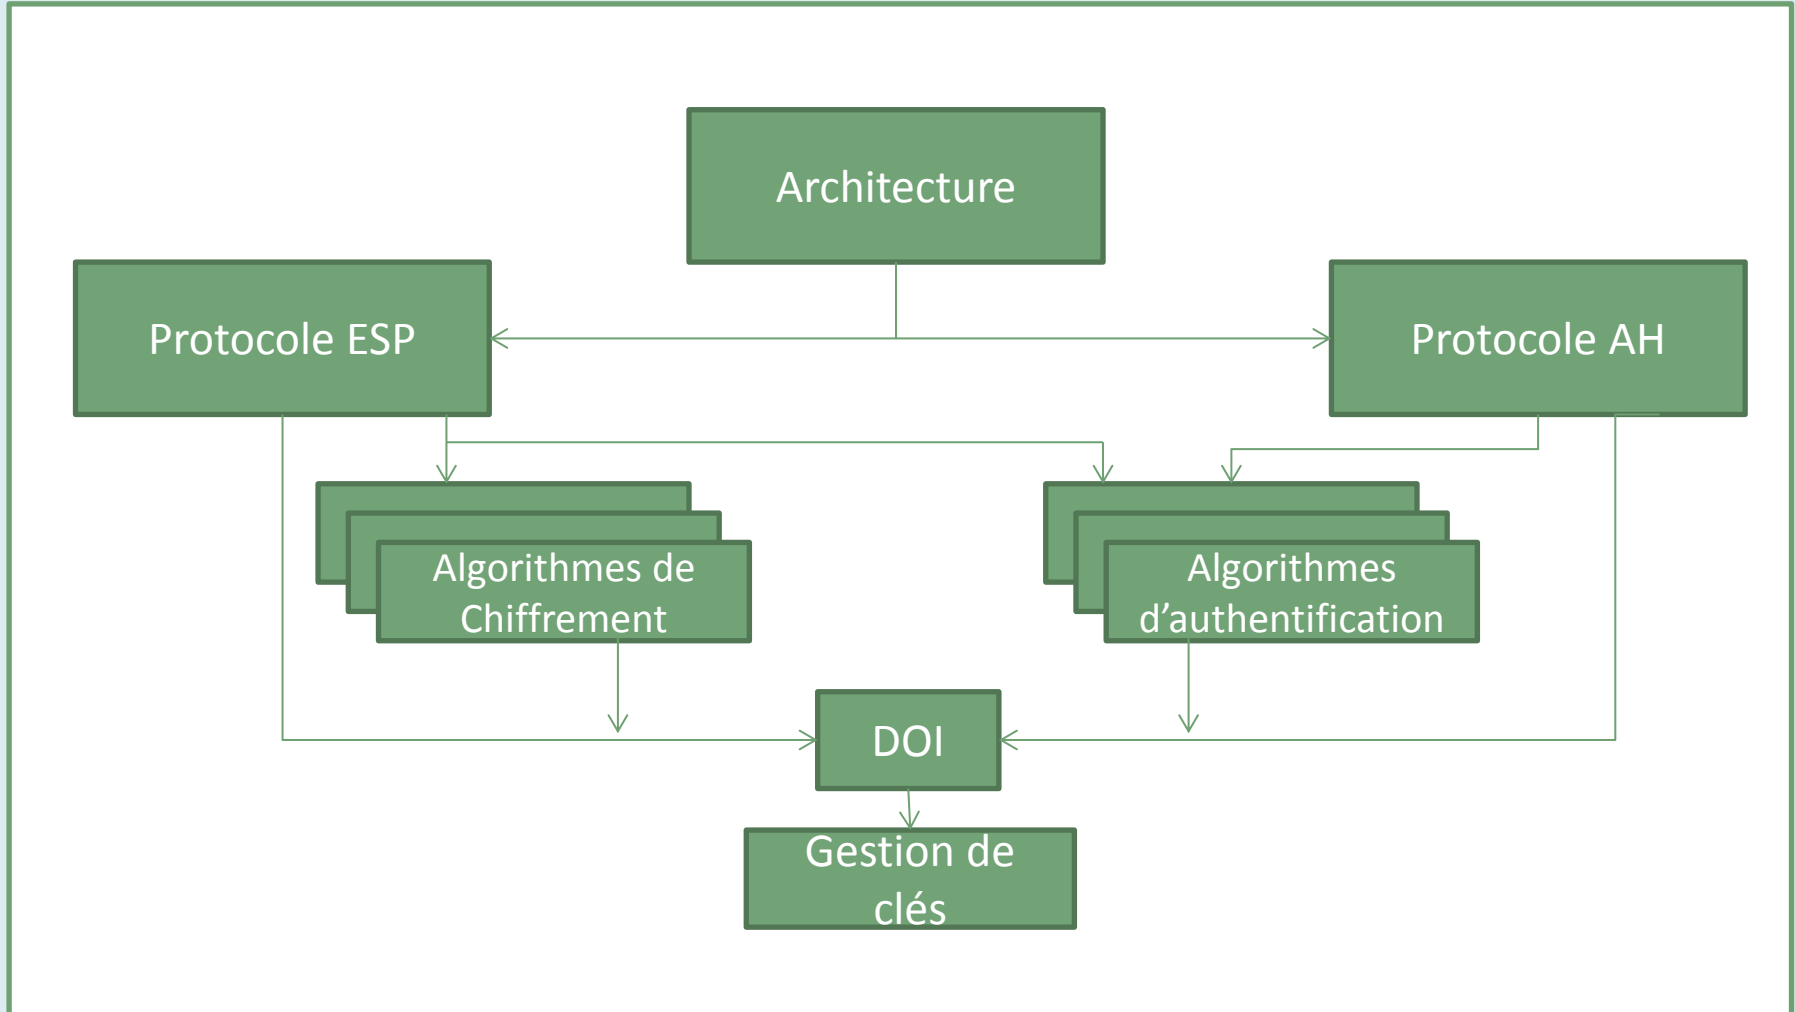 Architecture
Protocole ESP
Protocole AH
Algorithmes de
Chiffrement
Algorithmes
d’authentification
DOI
Gestion de
clés